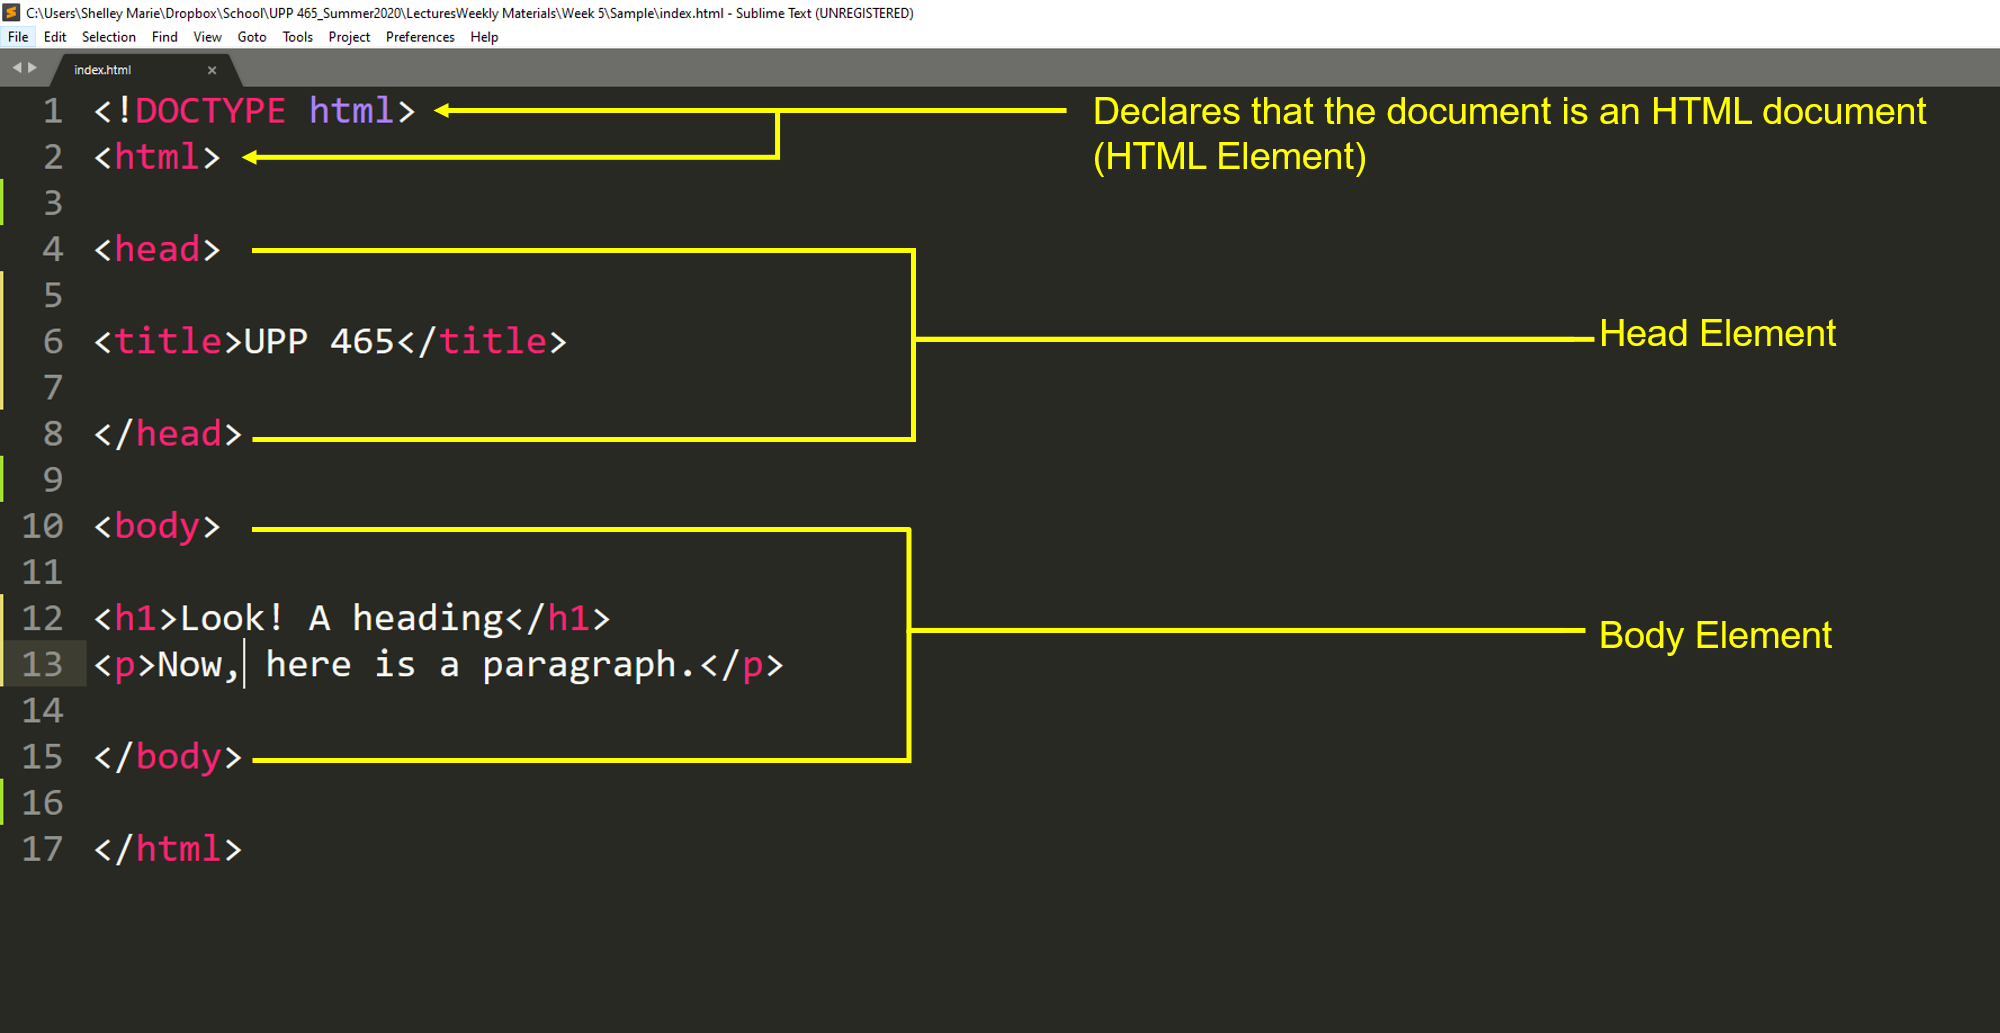 C:\Users\Shelley Marie\Dropbox\School\UPP 465_Summer2020\LecturesWeekly Materials\Week 5\Sample\index.html - Sublime Text (UNREGISTERED)
File Edit Selection Find View Goto Tools Project Preferences Help
index.html ×
1 <!DOCTYPE html> Declares that the document is an HTML document
2 <html> (HTML Element)
3
4 <head>
5
6 <title>UPP 465</title> Head Element
7
8 </head>
9
10 <body>
11
12 <h1>Look! A heading</h1>
Body Element
13 <p>Now, here is a paragraph.</p>
14
15 </body>
16
17 </html>